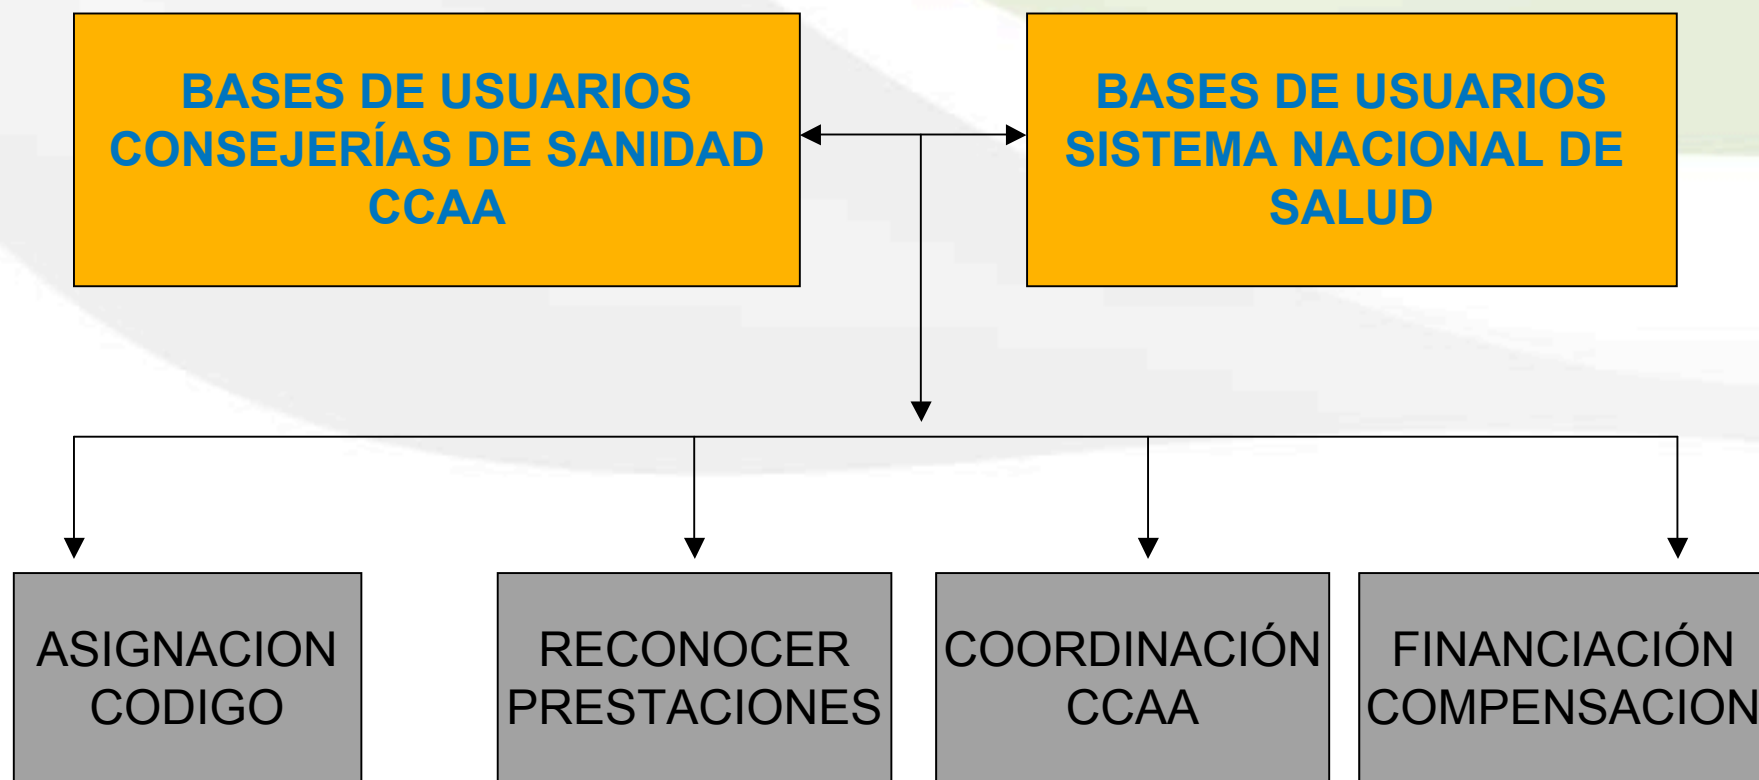 BASES DE USUARIOS
CONSEJERÍAS DE SANIDAD
CCAA
BASES DE USUARIOS
SISTEMA NACIONAL DE
SALUD
ASIGNACION
CODIGO
RECONOCER
PRESTACIONES
COORDINACIÓN
CCAA
FINANCIACIÓN
COMPENSACION